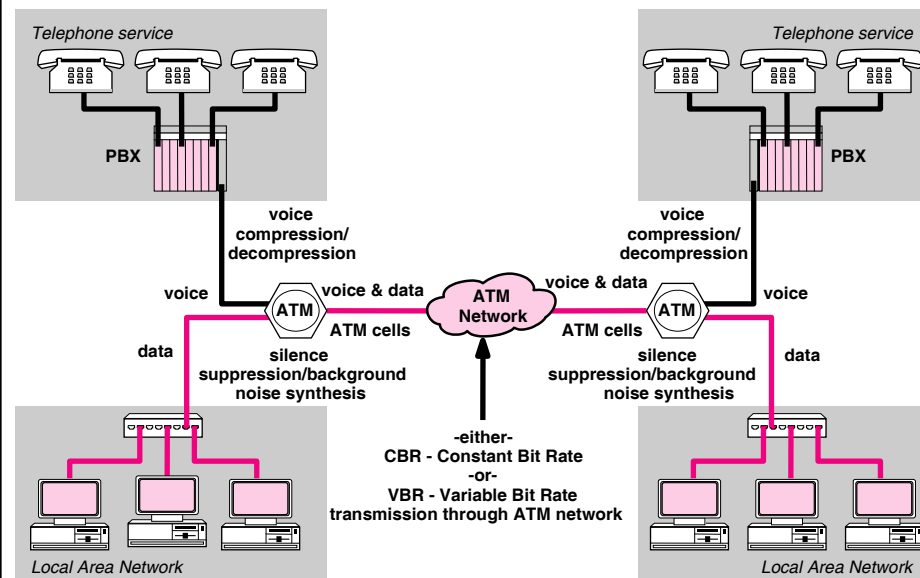 Telephone service
Telephone service
PBX
PBX
voice
compression/
decompression
voice
compression/
decompression
voice
ATM
voice & data
ATM cells
ATM
Network
voice & data
ATM cells
ATM
voice
data
silence
suppression/background
noise synthesis
silence
suppression/background
noise synthesis
data
-either-
CBR - Constant Bit Rate
-or-
VBR - Variable Bit Rate
transmission through ATM network
Local Area Network
Local Area Network